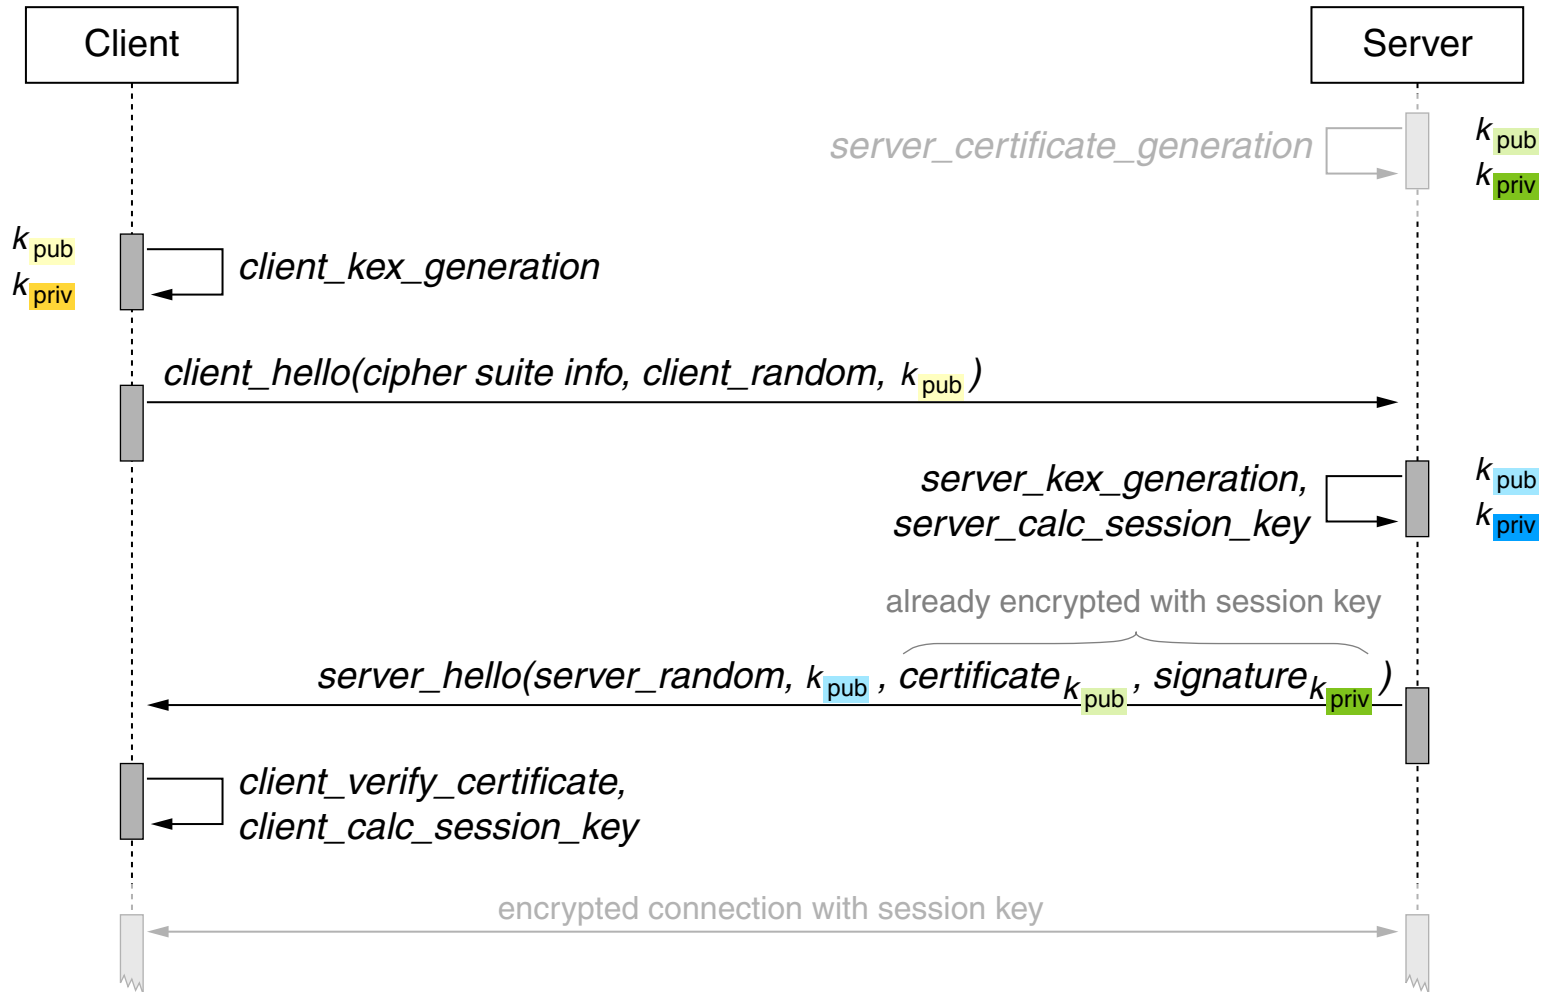 Client
Server
server_certificate_generation
k pub
k priv
k pub
k priv
client_kex_generation
client_hello(cipher suite info, client_random, k pub )
server_kex_generation,
server_calc_session_key
k pub
k priv
already encrypted with session key
server_hello(server_random, k pub , certificate k pub , signature k priv )
client_verify_certificate,
client_calc_session_key
encrypted connection with session key